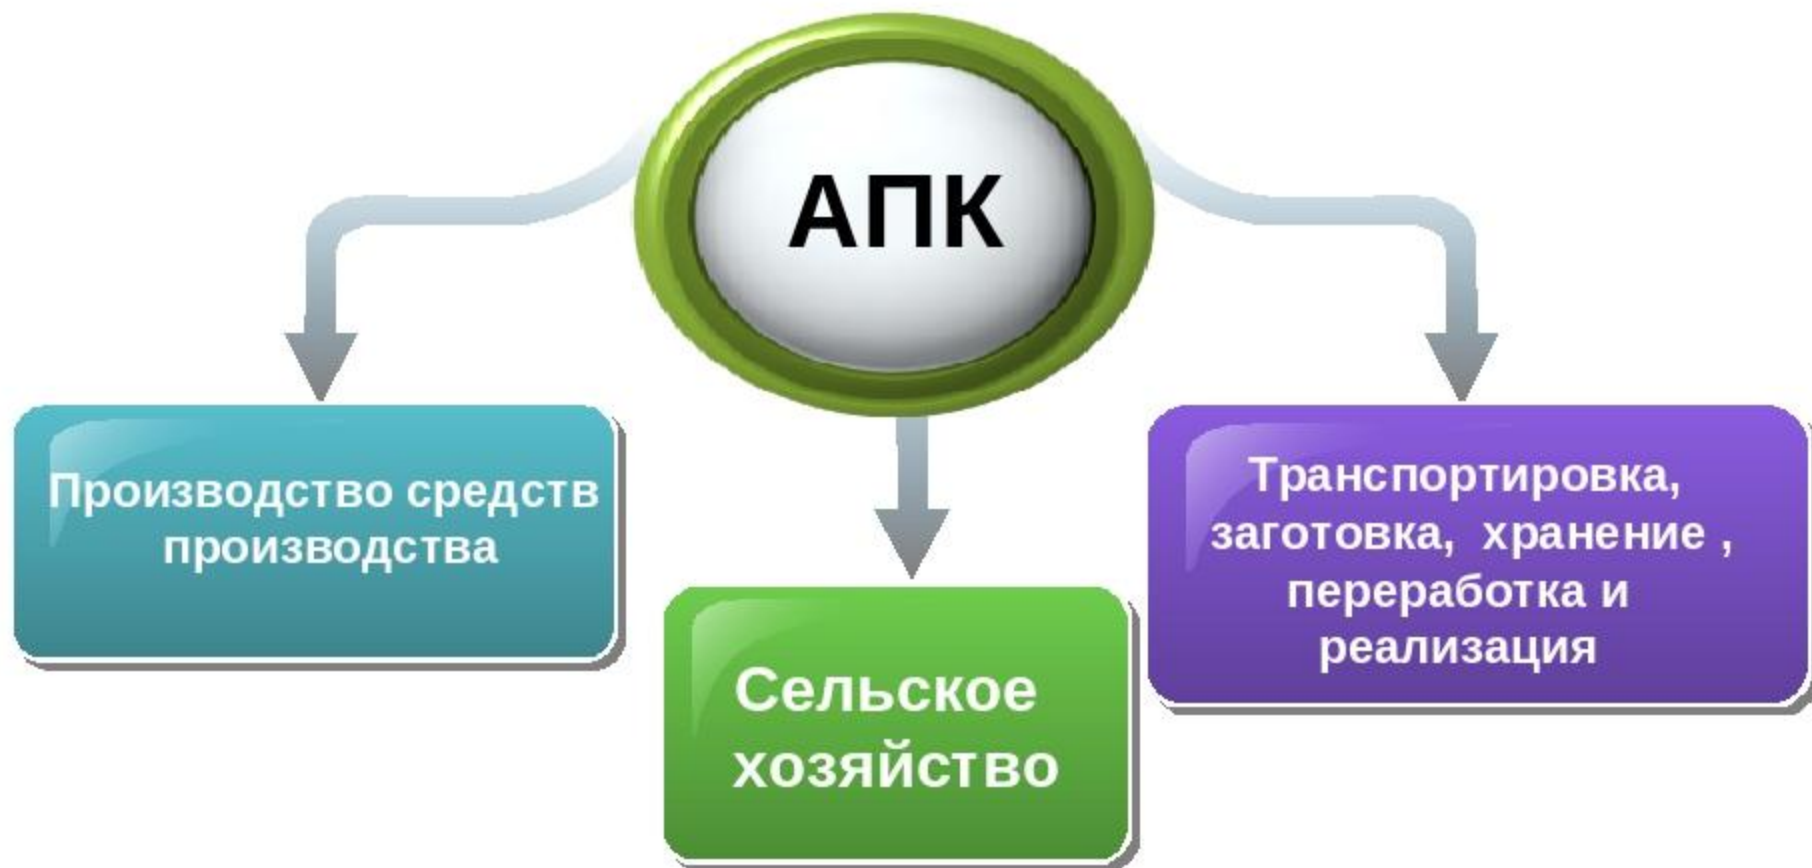 АПК
Производство средств
производства
Сельское
хозяйство
Транспортировка,
заготовка,  хранение ,
переработка и
реализация